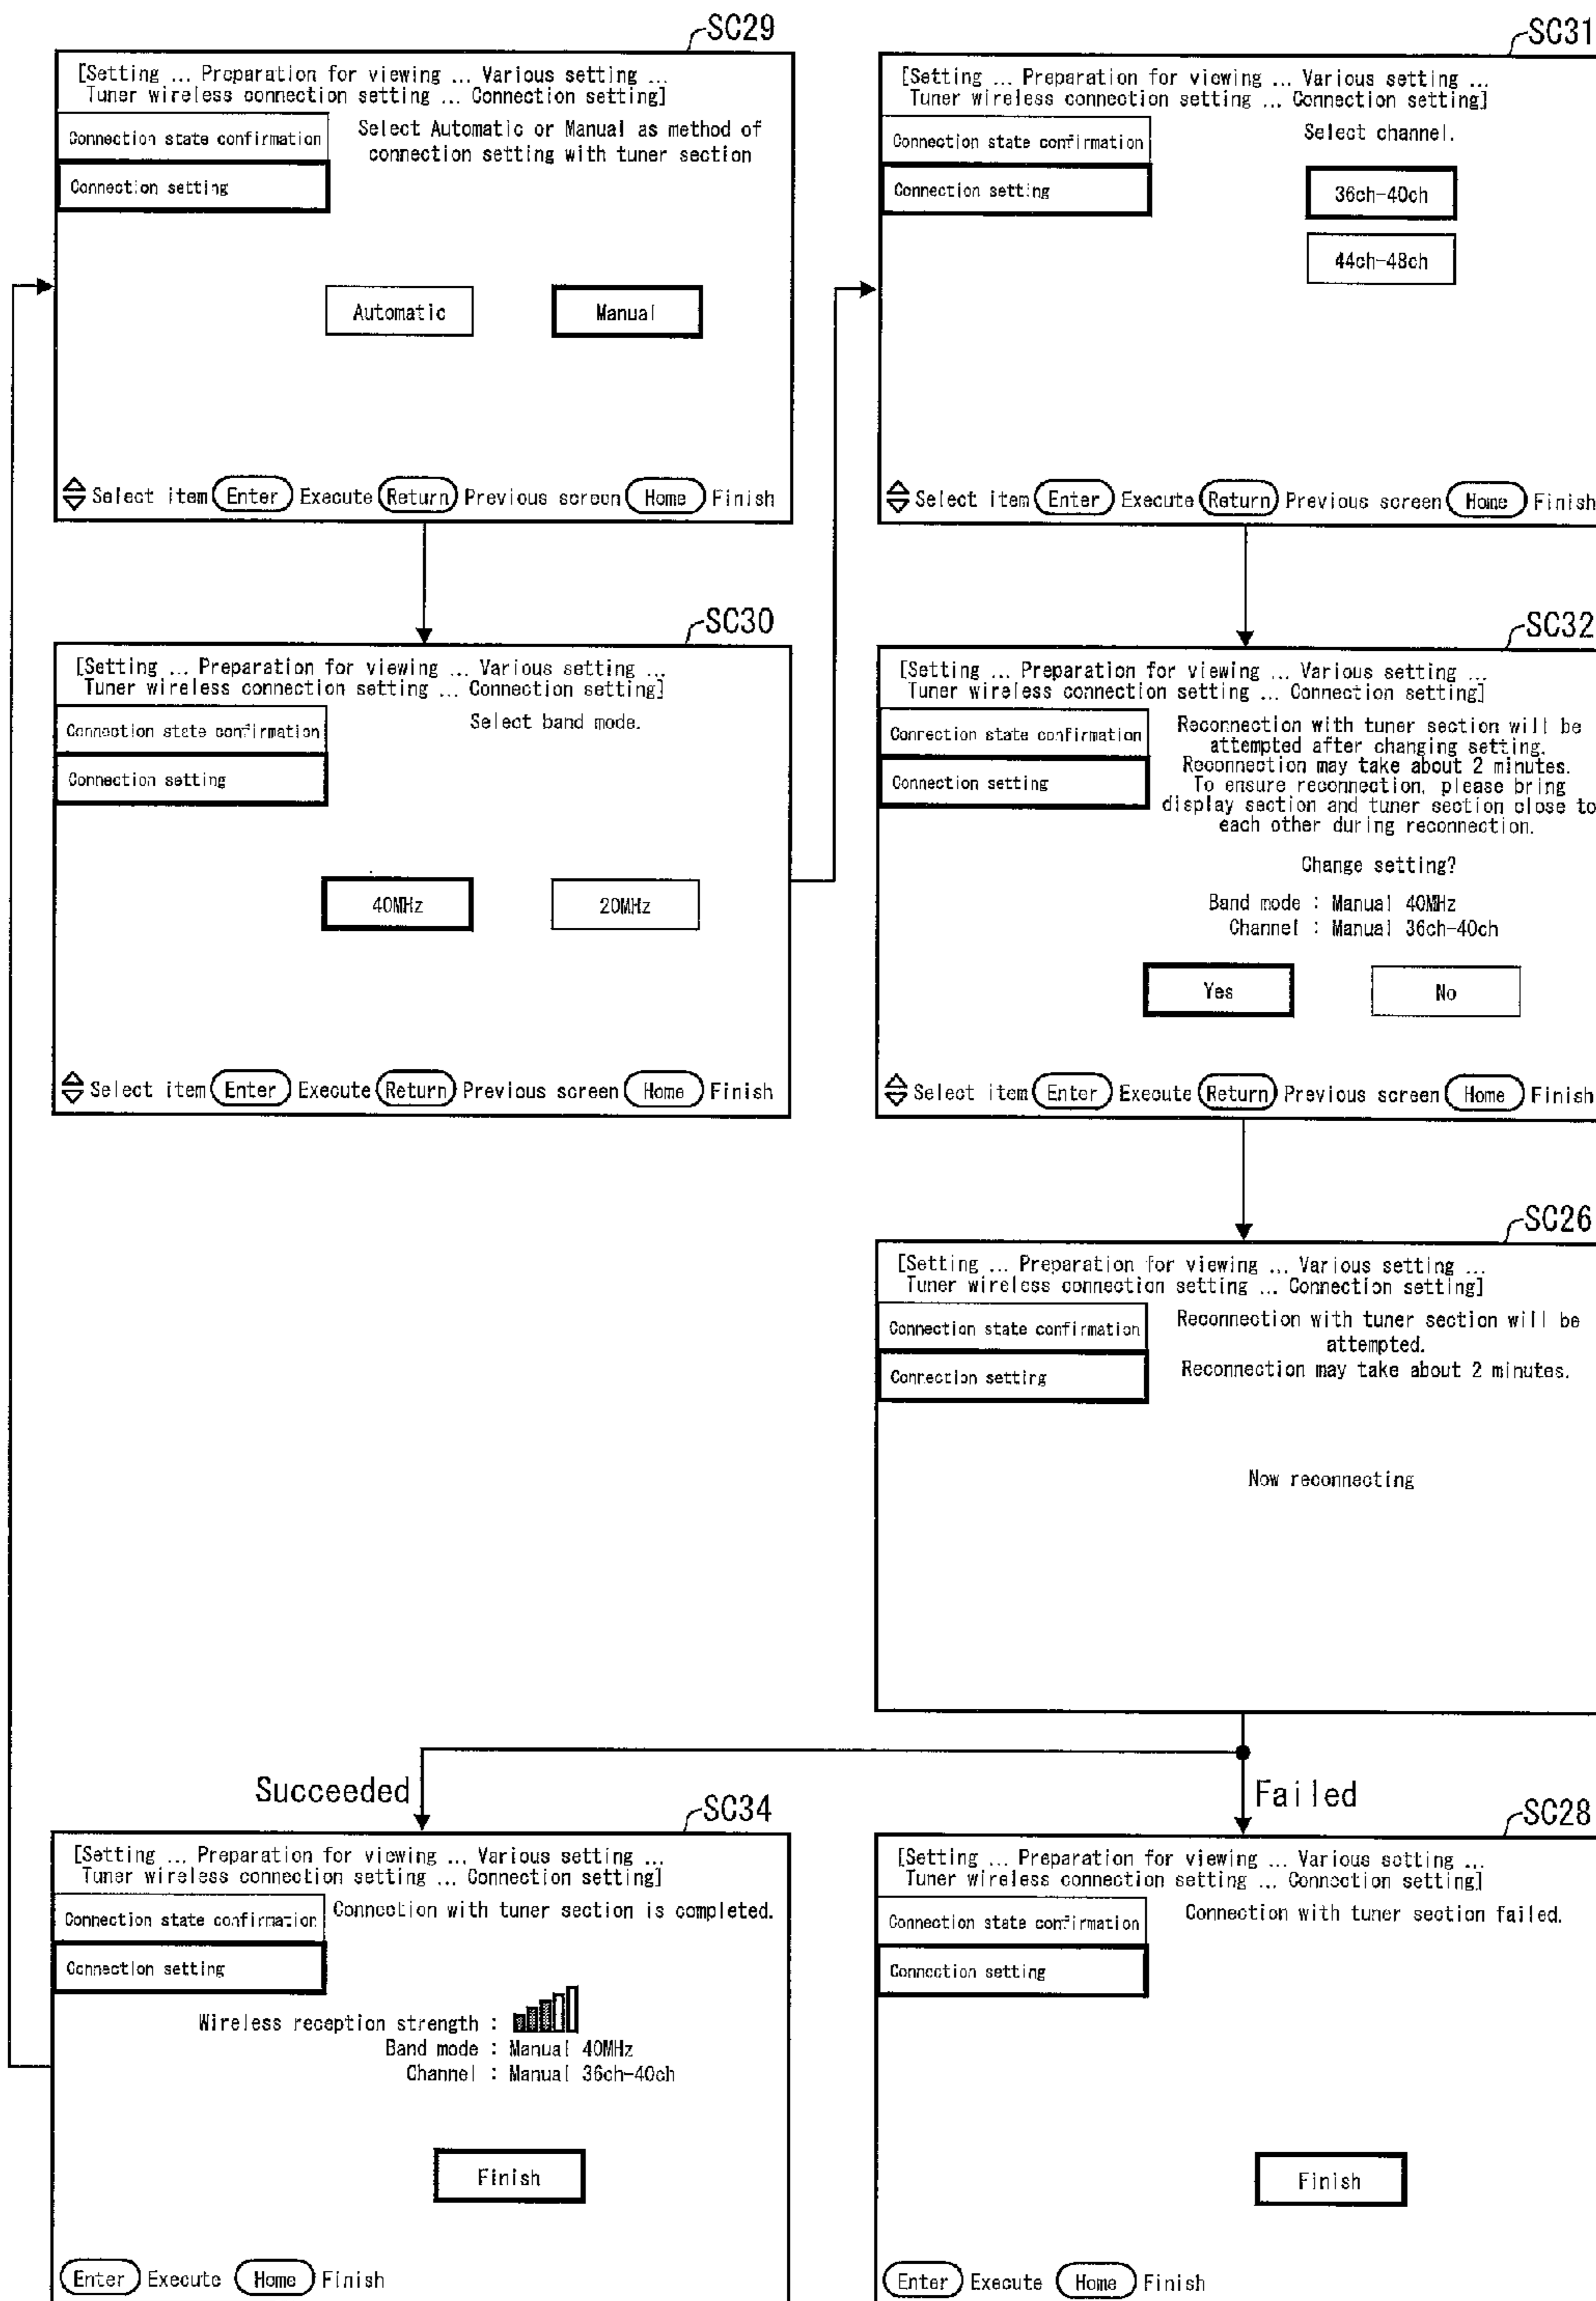 SC29
[Setting ... Preparation for viewing ... Various setting ...
Tuner wireless connection setting ... Connection setting]
Connection state confirmation
Connection setting
Select Automatic or Manual as method of
connection setting with tuner section
Automatic
Manual
Select item Enter Execute Return Previous screen Home Finish
SC30
[Setting ... Preparation for viewing ... Various setting ...
Tuner wireless connection setting ... Connection setting]
Connection state confirmation
Connection setting
Select band mode.
40MHz
20MHz
Select item Enter Execute Return Previous screen Home Finish
SC31
[Setting ... Preparation for viewing ... Various setting ...
Tuner wireless connection setting ... Connection setting]
Connection state confirmation
Connection setting
Select channel.
36ch-40ch
44ch-48ch
Select item Enter Execute Return Previous screen Home Finish
SC32
[Setting ... Preparation for viewing ... Various setting ...
Tuner wireless connection setting ... Connection setting]
Connection state confirmation
Connection setting
Reconnection with tuner section will be
attempted after changing setting.
Reconnection may take about 2 minutes.
To ensure reconnection, please bring
display section and tuner section close to
each other during reconnection.
Change setting?
Band mode : Manual 40MHz
Channel : Manual 36ch-40ch
Yes
No
Select item Enter Execute Return Previous screen Home Finish
SC26
[Setting ... Preparation for viewing ... Various setting ...
Tuner wireless connection setting ... Connection setting]
Connection state confirmation
Connection setting
Reconnection with tuner section will be
attempted.
Reconnection may take about 2 minutes.
Now reconnecting
Succeeded
Failed
SC34
[Setting ... Preparation for viewing ... Various setting ...
Tuner wireless connection setting ... Connection setting]
Connection state confirmation
Connection setting
Connection with tuner section is completed.
Wireless reception strength :
Band mode : Manual 40MHz
Channel : Manual 36ch-40ch
Finish
Enter Execute Home Finish
SC28
[Setting ... Preparation for viewing ... Various setting ...
Tuner wireless connection setting ... Connection setting]
Connection state confirmation
Connection setting
Connection with tuner section failed.
Finish
Enter Execute Home Finish